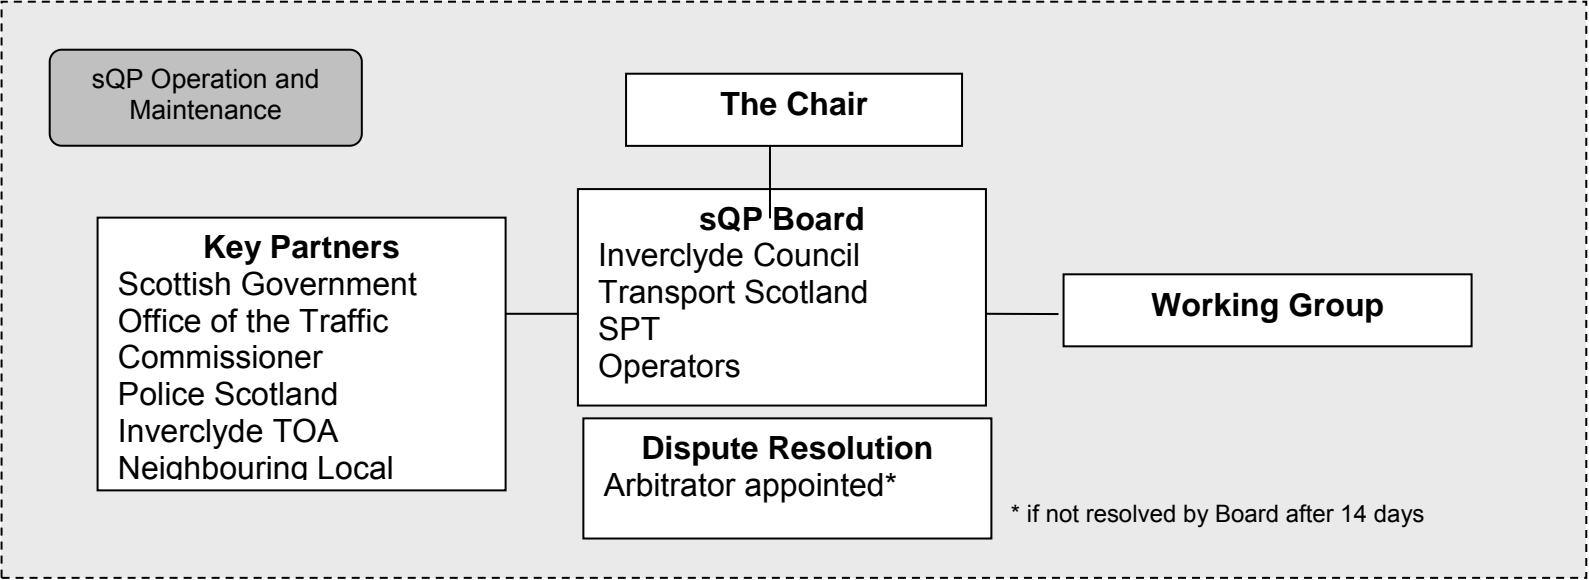 sQP Operation and
Maintenance
The Chair
sQP Board
Inverclyde Council
Transport Scotland
SPT
Operators
Key Partners
Scottish Government
Office of the Traffic
Commissioner
Police Scotland
Inverclyde TOA
Neighbouring Local
Working Group
Dispute Resolution
Arbitrator appointed*
* if not resolved by Board after 14 days